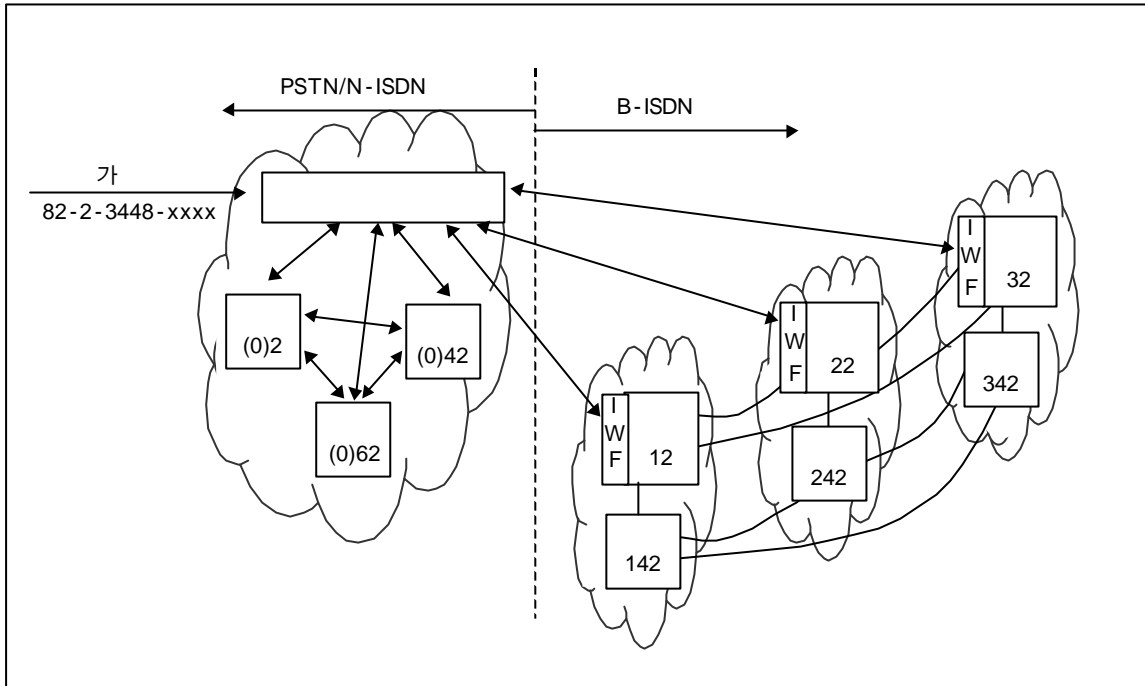 PSTN/N-ISDN
B-ISDN
가
82-2-3448-xxxx
(0)2
(0)42
(0)62
I
W
F
32
342
I
W
F
22
242
I
W
F
12
142